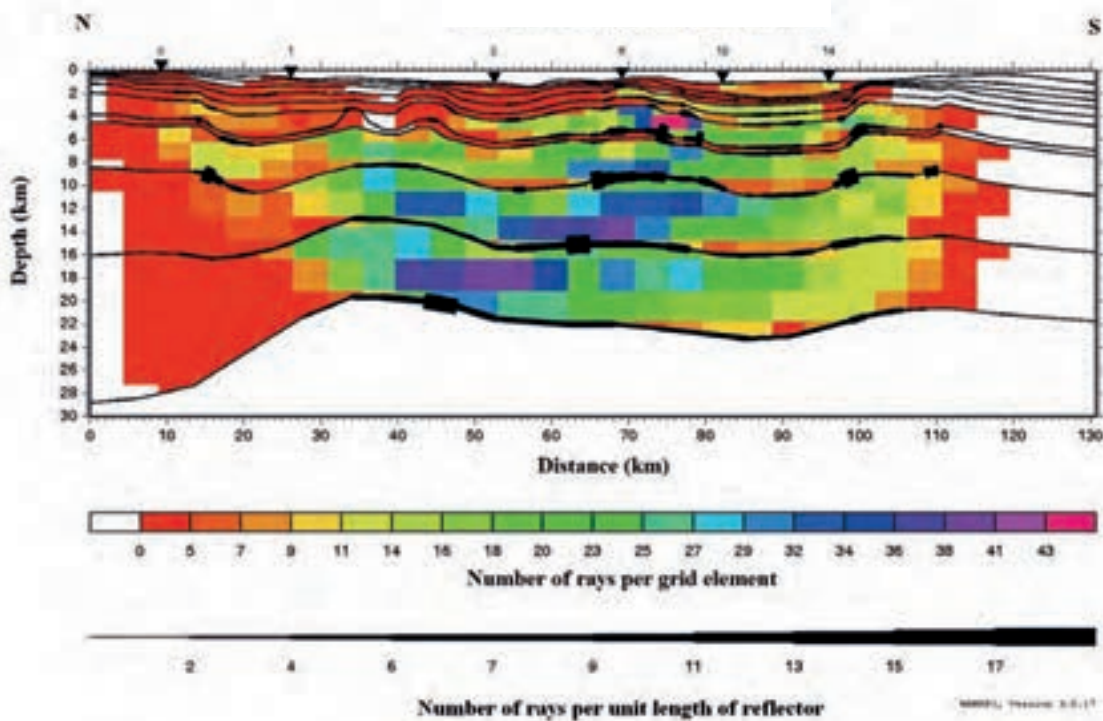 N S
0 1
0
2
4
6
8
10
12
14
16
18
20
22
24
26
28
30
Depth (km)
0 10 20 30 40 50 60 70 80 90 100 110 120 130
Distance (km)
0 5 7 9 11 14 16 18 20 23 25 27 29 32 34 36 38 41 43
Number of rays per grid element
2 4 6 7 9 11 13 15 17
Number of rays per unit length of reflector
Version